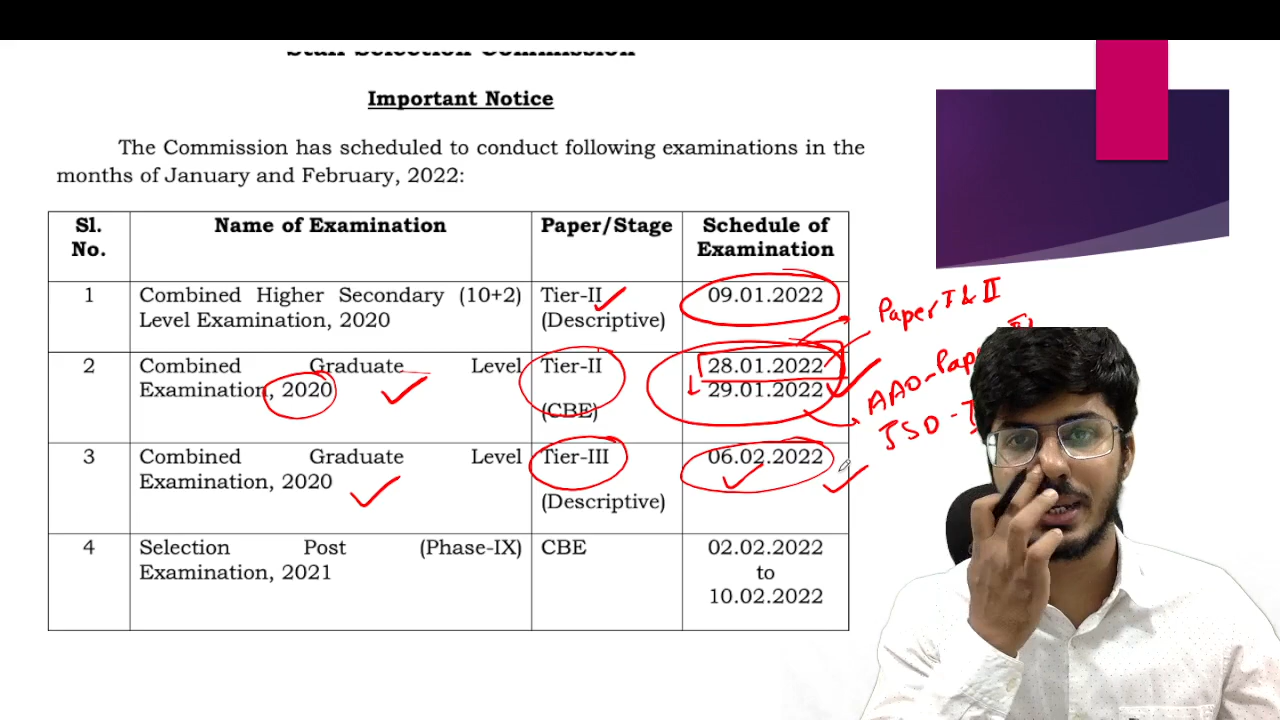 Staff Selection Commission
Important Notice
The Commission has scheduled to conduct following examinations in the
months of January and February, 2022:
Sl. No. Name of Examination Paper/Stage Schedule of Examination
1 Combined Higher Secondary (10+2) Level Examination, 2020 Tier-II (Descriptive) 09.01.2022
2 Combined Graduate Level Examination, 2020 Tier-II (CBE) 28.01.2022 29.01.2022
3 Combined Graduate Level Examination, 2020 Tier-III (Descriptive) 06.02.2022
4 Selection Post (Phase-IX) Examination, 2021 CBE 02.02.2022 to 10.02.2022
Paper I & II
AAO-
JSO-